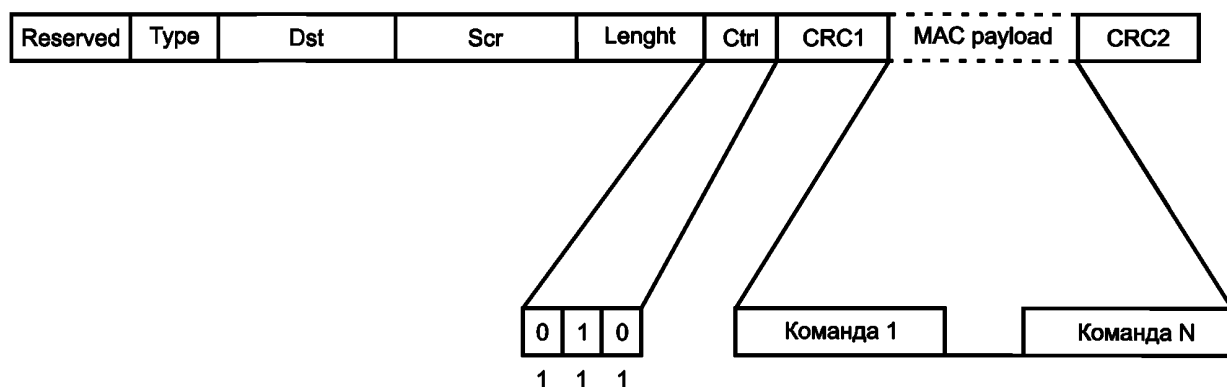 Reserved Type Dst Scr Lenght Ctrl CRC1 MAC payload CRC2
0 1 0 Команда 1 Команда N
1 1 1